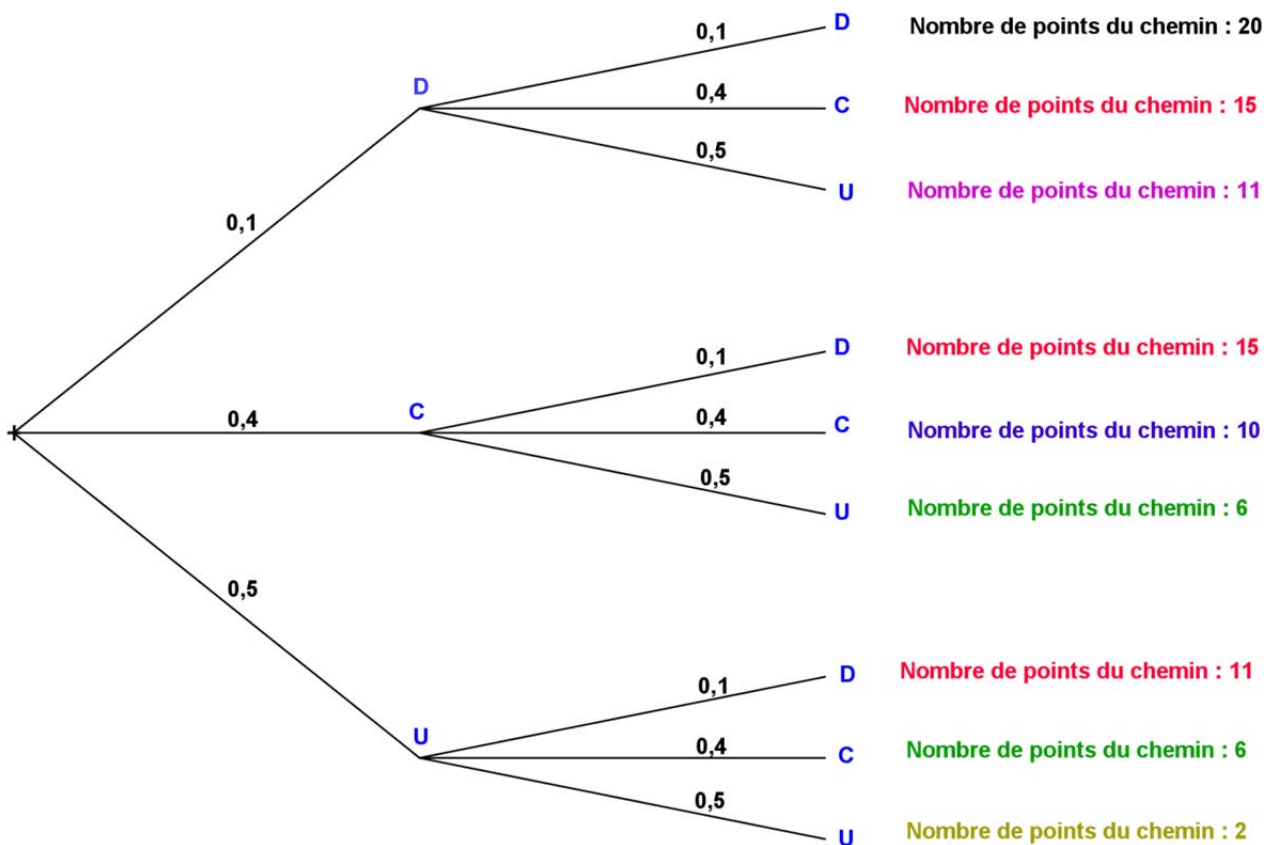 0,1 D Nombre de points du chemin : 20
D 0,4 C Nombre de points du chemin : 15
0,5 U Nombre de points du chemin : 11
0,1
0,1 D Nombre de points du chemin : 15
0,4 C 0,4 C Nombre de points du chemin : 10
0,5 U Nombre de points du chemin : 6
0,5
0,1 D Nombre de points du chemin : 11
U 0,4 C Nombre de points du chemin : 6
0,5 U Nombre de points du chemin : 2